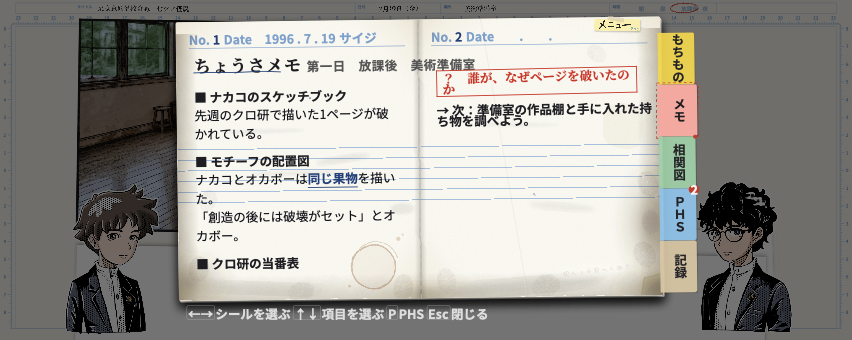 メニュー
No. 1 Date 1996 . 7 . 19 サイジ
ちょうさメモ 第一日 放課後 美術準備室
■ ナカコのスケッチブック
先週のクロ研で描いた1ページが破
かれている。
■ モチーフの配置図
ナカコとオカボーは同じ果物を描い
た。
「創造の後には破壊がセット」とオ
カボー。
■ クロ研の当番表
No. 2 Date . .
？ 誰が、なぜページを破いたの
か
→ 次：準備室の作品棚と手に入れた持
ち物を調べよう。
もちもの
メモ
相関図
2
PHS
記録
←→シールを選ぶ ↑↓項目を選ぶ P PHS Esc 閉じる